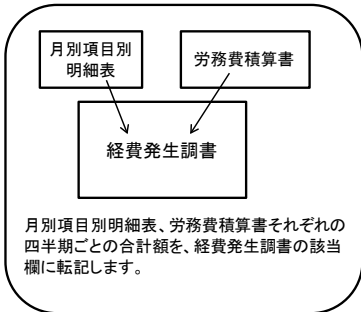 月別項目別
明細表
労務費積算書
経費発生調書
月別項目別明細表、労務費積算書それぞれの
四半期ごとの合計額を、経費発生調書の該当
欄に転記します。